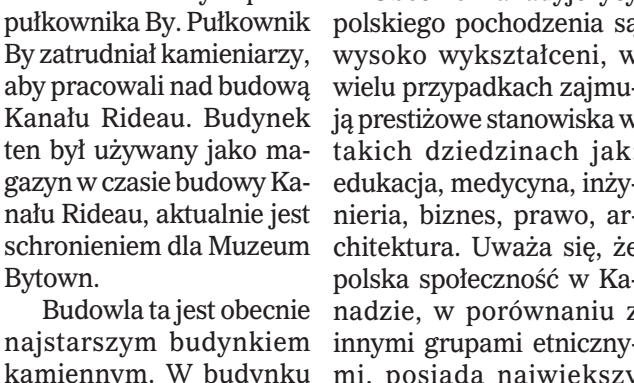 pułkownika By. Pułkownik
By zatrudniał kamieniarzy,
aby pracowali nad budową
Kanału Rideau. Budynek
ten był używany jako ma-
gazyn w czasie budowy Ka-
nału Rideau, aktualnie jest
schronieniem dla Muzeum
Bytown.
Budowla ta jest obecnie
najstarszym budynkiem
kamiennym. W budynku
polskiego pochodzenia są
wysoko wykształceni, w
wielu przypadkach zajmu-
ją prestiżowe stanowiska w
takich dziedzinach jak:
edukacja, medycyna, inży-
nieria, biznes, prawo, ar-
chitektura. Uważa się, że
polska społeczność w Ka-
nadzie, w porównaniu z
innymi grupami etniczny-
mi, posiada największy